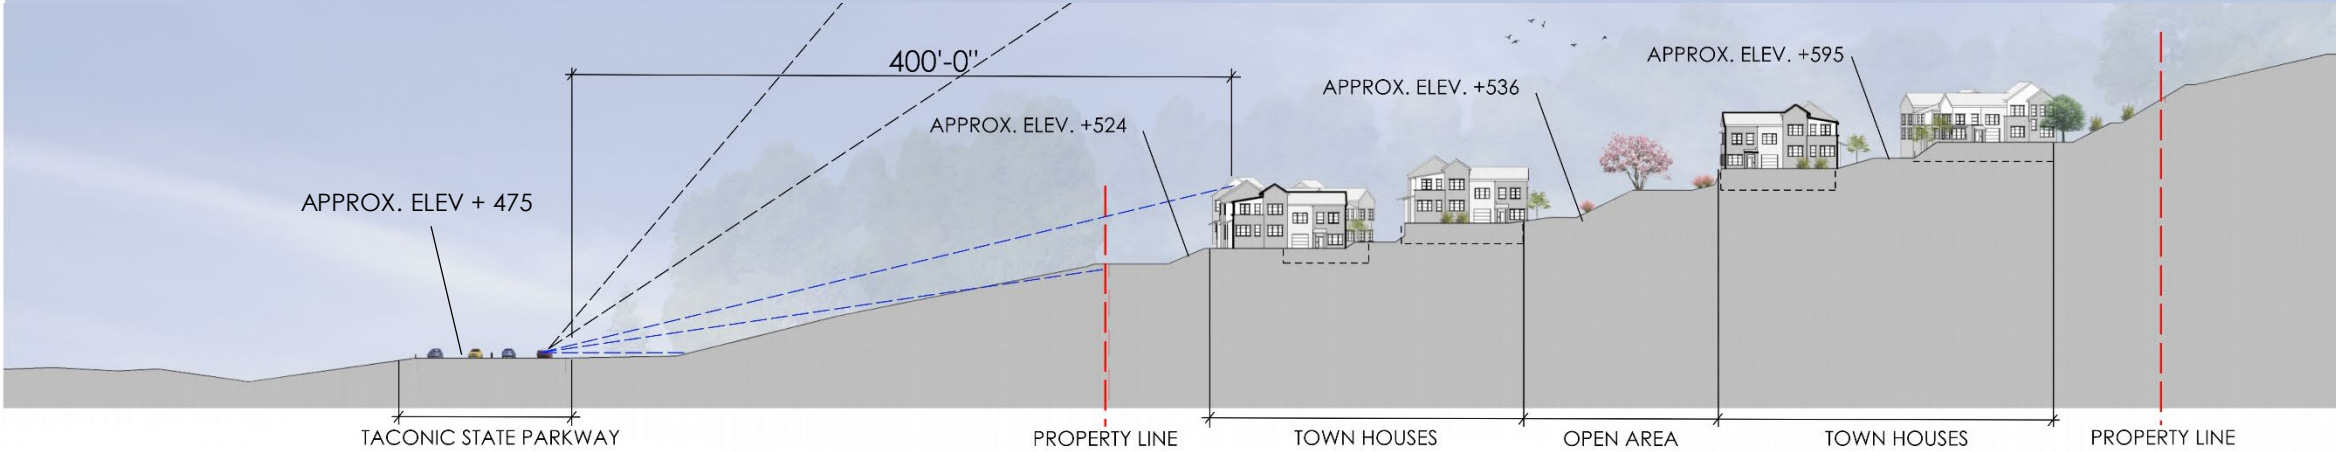 400'-0"
APPROX. ELEV. +595
APPROX. ELEV. +536
APPROX. ELEV. +524
APPROX. ELEV + 475
TACONIC STATE PARKWAY
PROPERTY LINE
TOWN HOUSES
OPEN AREA
TOWN HOUSES
PROPERTY LINE